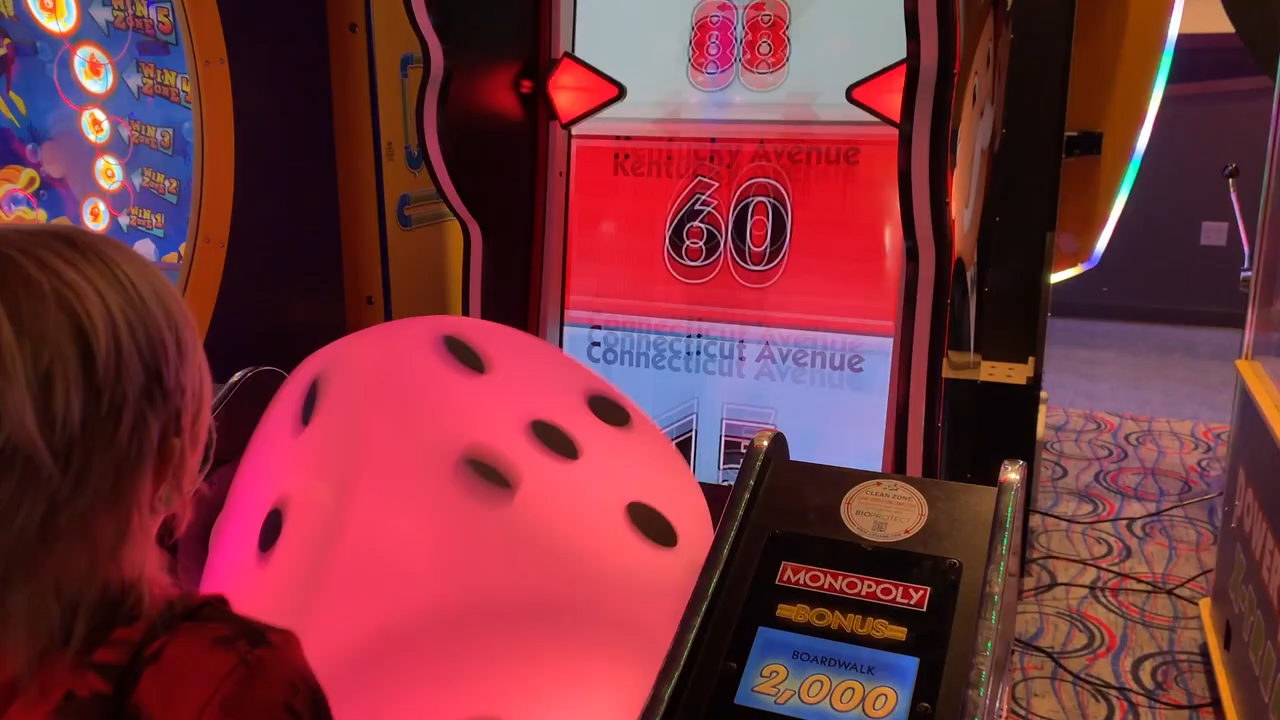 WIN ZONE 5
WIN ZONE 4
WIN ZONE 3
WIN ZONE 2
WIN ZONE 1
88
Kentucky Avenue
60
Connecticut Avenue
CLEAN ZONE
BIOPROTECT
MONOPOLY
BONUS
BOARDWALK
2,000